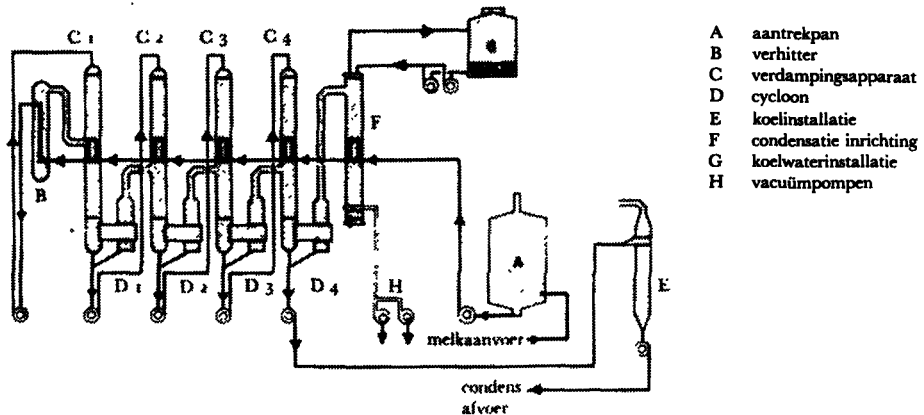 C 1 C 2 C 3 C 4
G
F
B
D 1 D 2 D 3 D 4
H
A
E
melkaanvoer
condens
afvoer
A aantrekpan
B verhitter
C verdampingsapparaat
D cycloon
E koelinstallatie
F condensatie inrichting
G koelwaterinstallatie
H vacuümpompen